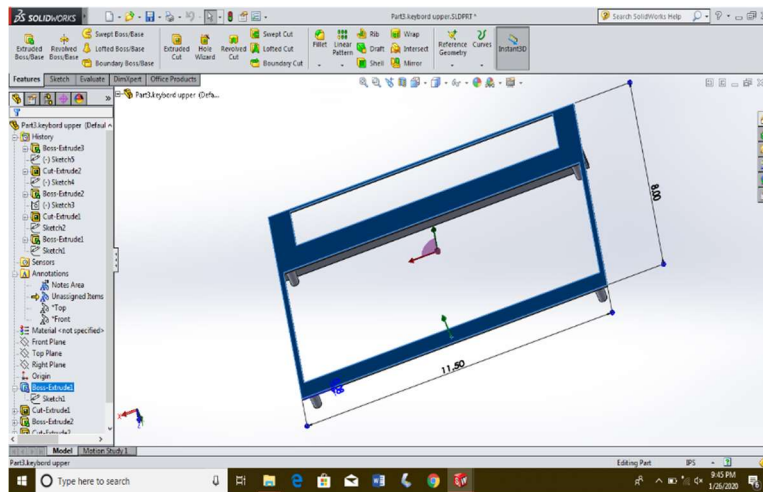 SOLIDWORKS
Part3.keybord upper.SLDPRT *
Search SolidWorks Help
Extruded Boss/Base
Revolved Boss/Base
Swept Boss/Base
Lofted Boss/Base
Boundary Boss/Base
Extruded Cut
Hole Wizard
Revolved Cut
Swept Cut
Lofted Cut
Boundary Cut
Fillet
Linear Pattern
Rib
Draft
Shell
Wrap
Intersect
Mirror
Reference Geometry
Curves
Instant3D
Features
Sketch
Evaluate
DimXpert
Office Products
Part3.keybord upper (Defa...
Part3.keybord upper (Defaul
History
Boss-Extrude3
(-) Sketch5
Cut-Extrude2
(-) Sketch4
Boss-Extrude2
(-) Sketch3
Cut-Extrude1
Sketch2
Boss-Extrude1
Sketch1
Sensors
Annotations
Notes Area
Unassigned Items
*Top
*Front
Material <not specified>
Front Plane
Top Plane
Right Plane
Origin
Boss-Extrude1
Sketch1
Cut-Extrude1
Boss-Extrude2
Cut-Extrude2
8.00
11.50
Model
Motion Study 1
Part3.keybord upper
Editing Part
IPS
Type here to search
9:45 PM
1/26/2020